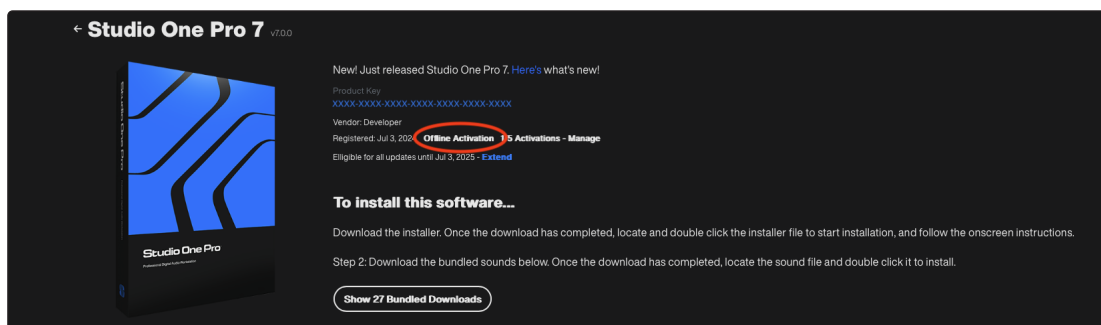 ← Studio One Pro 7 v7.0.0
New! Just released Studio One Pro 7. Here's what's new!
Product Key
XXXX-XXXX-XXXX-XXXX-XXXX-XXXX-XXXX
Vendor: Developer
Registered: Jul 3, 202 Offline Activation 1/5 Activations - Manage
Elligible for all updates until Jul 3, 2025 - Extend
To install this software...
Download the installer. Once the download has completed, locate and double click the installer file to start installation, and follow the onscreen instructions.
Step 2: Download the bundled sounds below. Once the download has completed, locate the sound file and double click it to install.
Show 27 Bundled Downloads
Studio One Pro
Studio One Pro
Professional Digital Audio Workstation